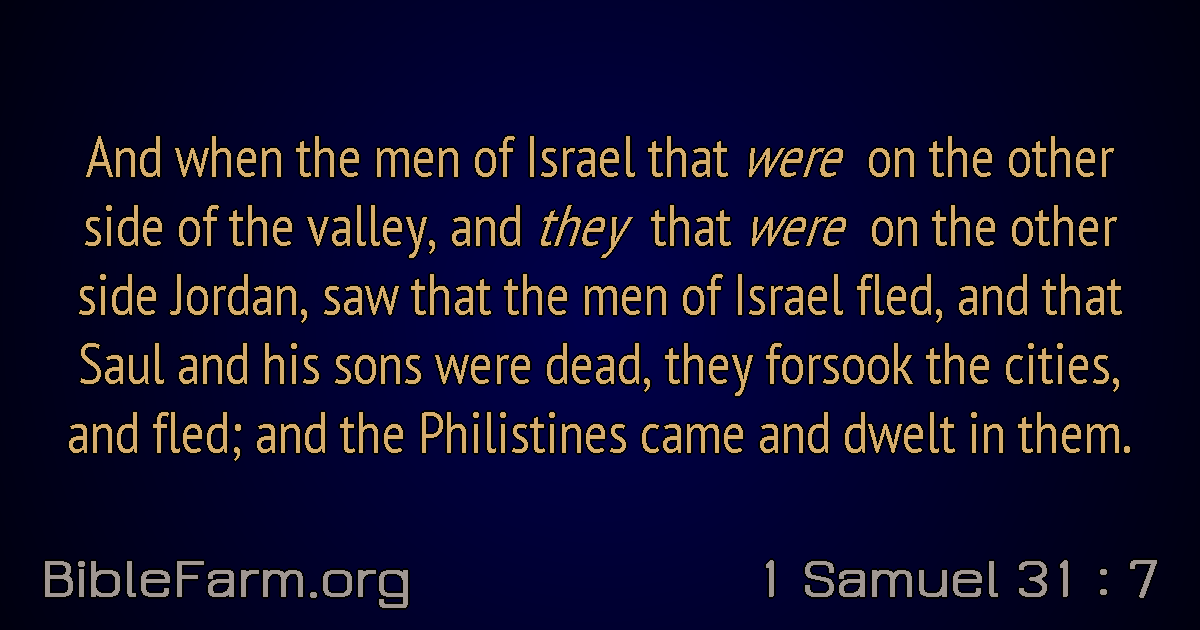 And when the men of Israel that were on the other
side of the valley, and they that were on the other
side Jordan, saw that the men of Israel fled, and that
Saul and his sons were dead, they forsook the cities,
and fled; and the Philistines came and dwelt in them.
BibleFarm.org
1 Samuel 31 : 7